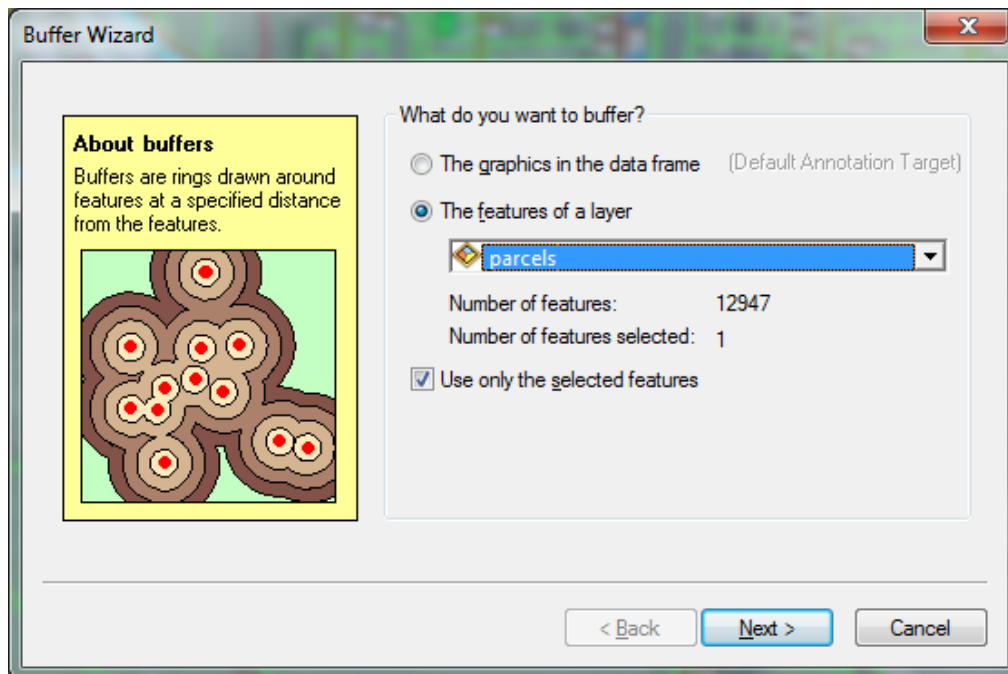 Buffer Wizard
About buffers
Buffers are rings drawn around
features at a specified distance
from the features.
What do you want to buffer?
The graphics in the data frame (Default Annotation Target)
The features of a layer
parcels
Number of features: 12947
Number of features selected: 1
Use only the selected features
< Back Next > Cancel